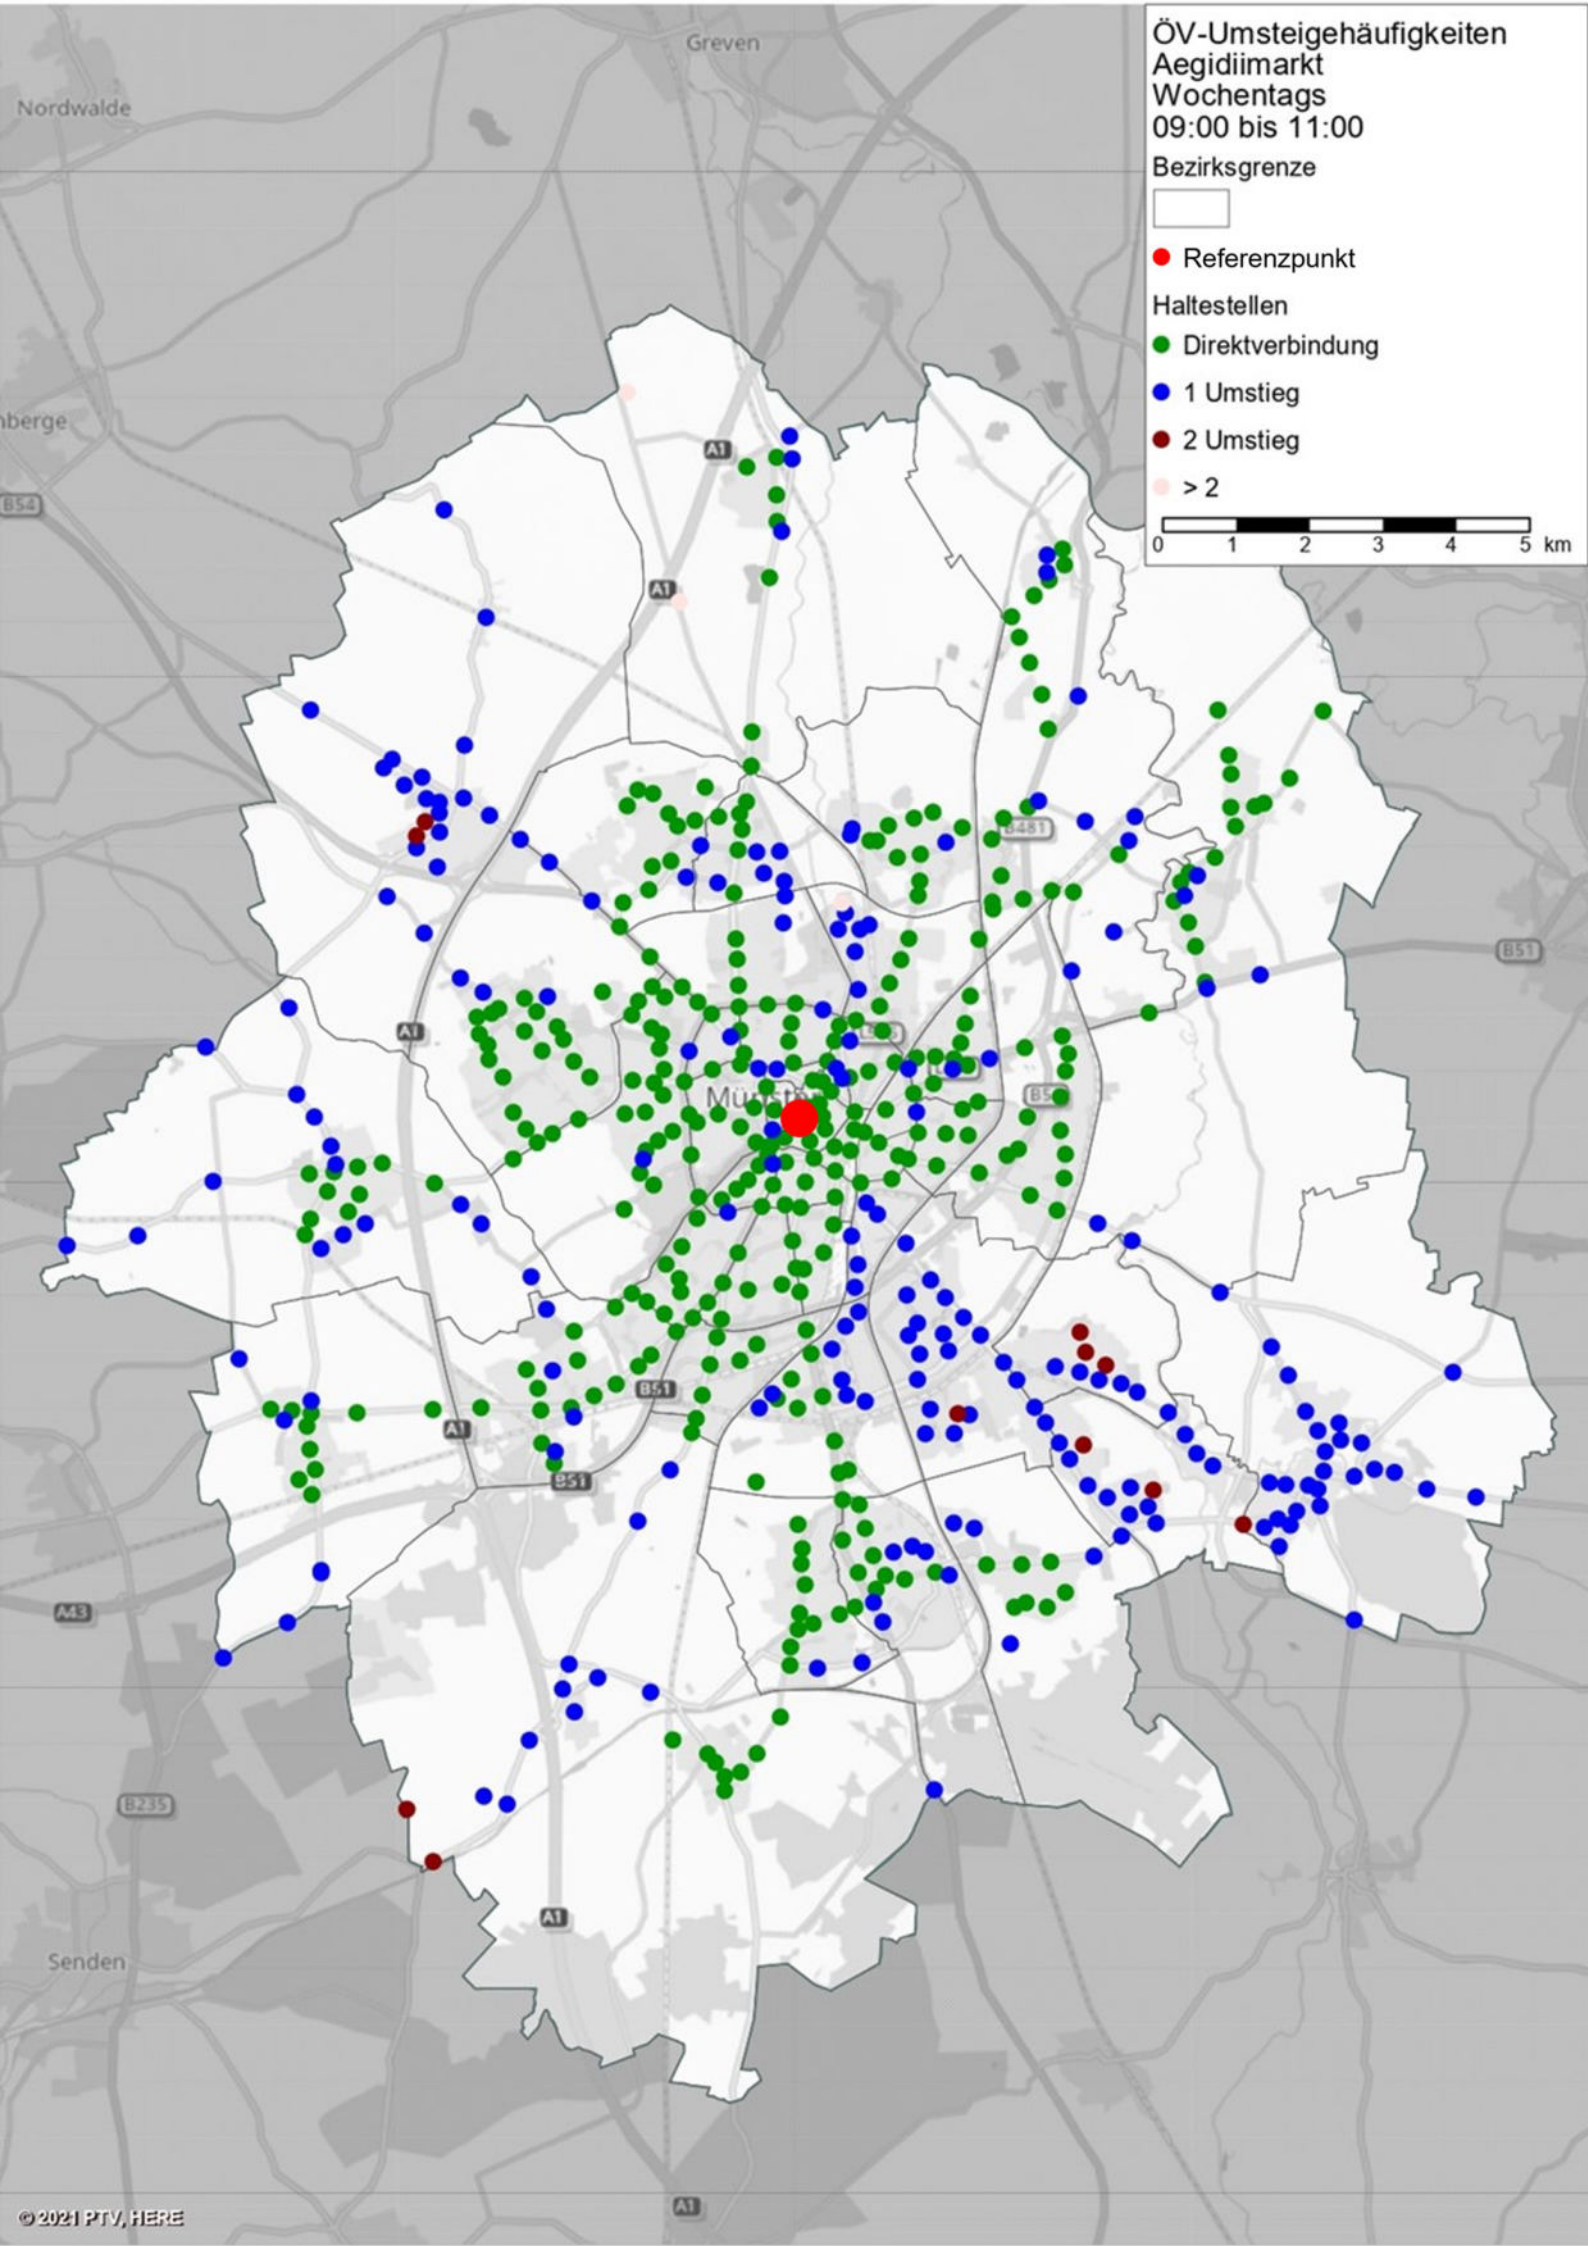 ÖV-Umsteigehäufigkeiten
Aegidiimarkt
Wochentags
09:00 bis 11:00
Bezirksgrenze
Referenzpunkt
Haltestellen
Direktverbindung
1 Umstieg
2 Umstieg
> 2
0 1 2 3 4 5 km
Greven
Nordwalde
nberge
A1
B54
A1
B481
B51
A1
Münster
B51
A1
B51
A43
B235
A1
Senden
A1
© 2021 PTV, HERE